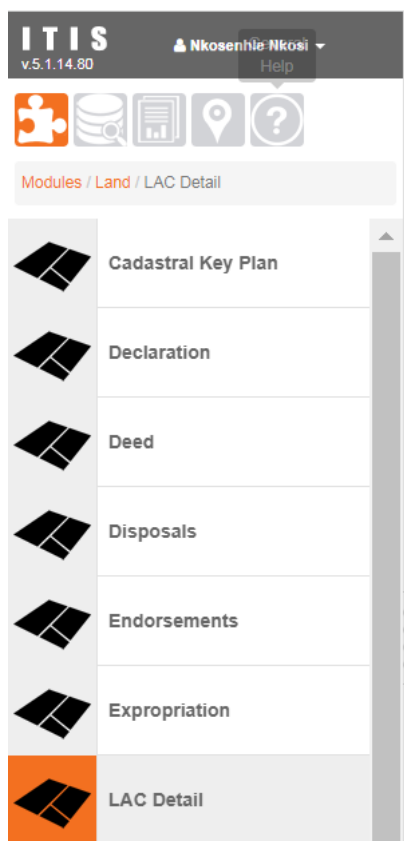 ITIS
v.5.1.14.80
Nkosenhle Nkosi
Help
?
Modules / Land / LAC Detail
Cadastral Key Plan
Declaration
Deed
Disposals
Endorsements
Expropriation
LAC Detail